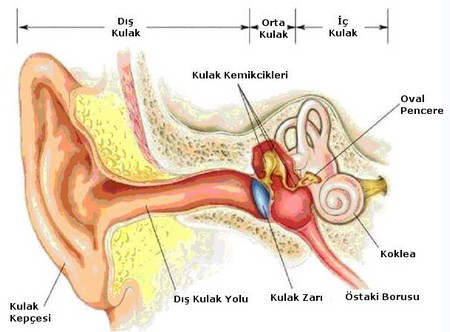 Dış
Kulak
Orta
Kulak
İç
Kulak
Kulak Kemikcikleri
Oval
Pencere
Koklea
Kulak
Kepçesi
Dış Kulak Yolu
Kulak Zarı
Östaki Borusu